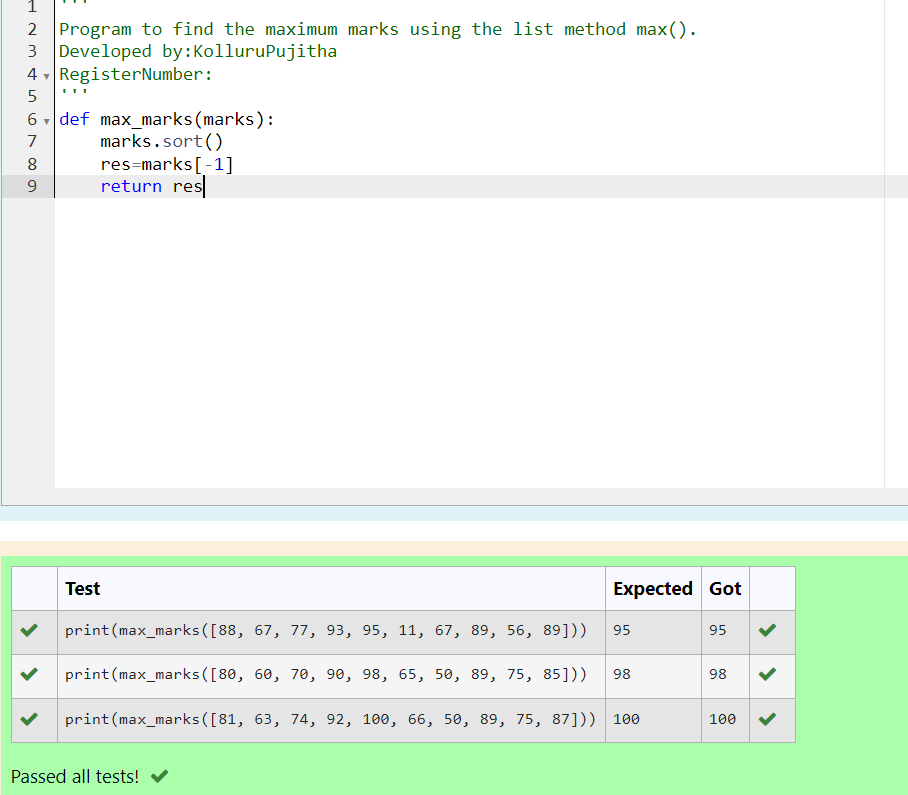 1 '''
2 Program to find the maximum marks using the list method max().
3 Developed by:KolluruPujitha
4 RegisterNumber:
5 '''
6 def max_marks(marks):
7     marks.sort()
8     res=marks[-1]
9     return res
Test Expected Got
print(max_marks([88, 67, 77, 93, 95, 11, 67, 89, 56, 89])) 95 95
print(max_marks([80, 60, 70, 90, 98, 65, 50, 89, 75, 85])) 98 98
print(max_marks([81, 63, 74, 92, 100, 66, 50, 89, 75, 87])) 100 100
Passed all tests!